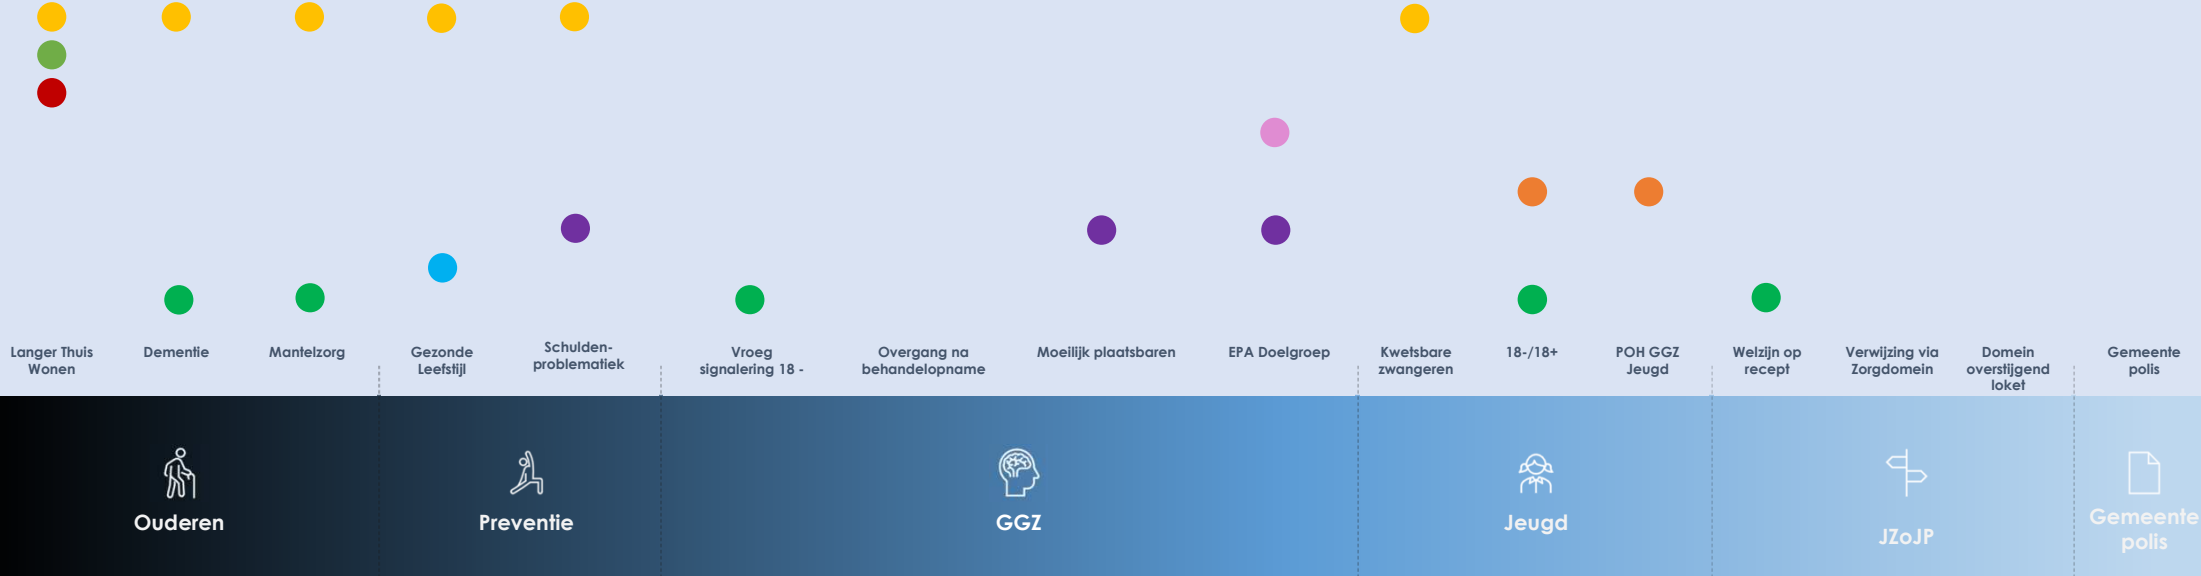 Langer Thuis
Wonen
Dementie
Mantelzorg
Gezonde
Leefstijl
Schulden-
problematiek
Vroeg
signalering 18 -
Overgang na
behandelopname
Moeilijk plaatsbaren
EPA Doelgroep
Kwetsbare
zwangeren
18-/18+
POH GGZ
Jeugd
Welzijn op
recept
Verwijzing via
Zorgdomein
Domein
overstijgend
loket
Gemeente
polis
Ouderen
Preventie
GGZ
Jeugd
JZoJP
Gemeente
polis